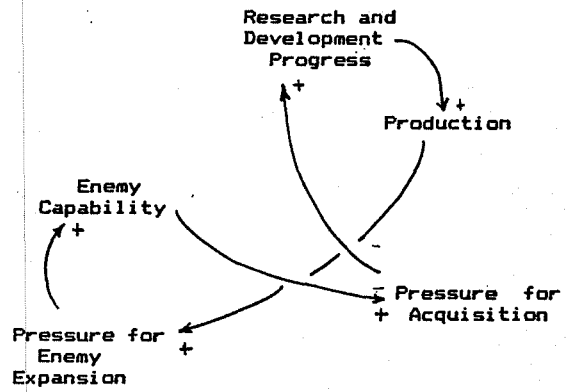 Research and
Development
Progress
+
+
Production
Enemy
Capability
+
-
- Pressure for
+ Acquisition
Pressure for
+
Enemy
Expansion